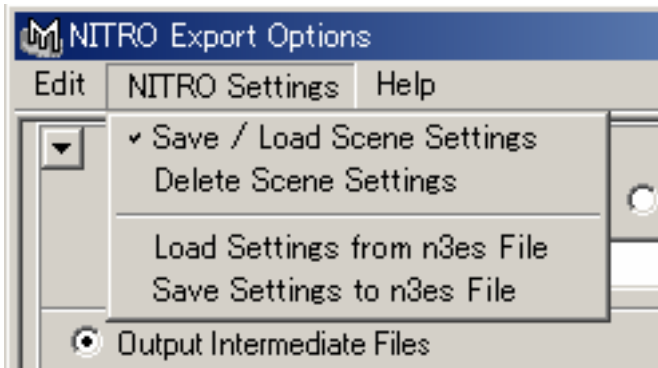 NITRO Export Options
Edit NITRO Settings Help
Save / Load Scene Settings
Delete Scene Settings
Load Settings from n3es File
Save Settings to n3es File
Output Intermediate Files